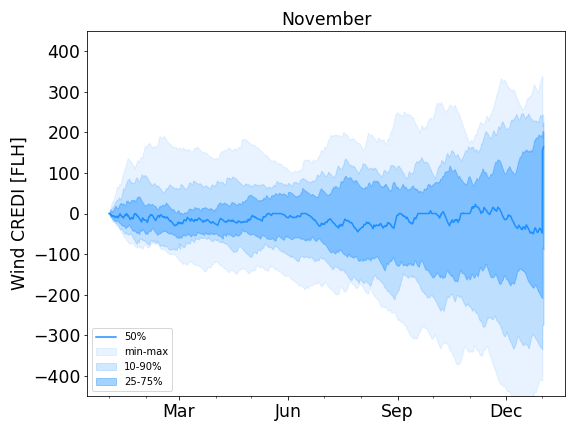 November
Wind CREDI [FLH]
400
300
200
100
0
−100
−200
−300
−400
50%
min-max
10-90%
25-75%
Mar
Jun
Sep
Dec